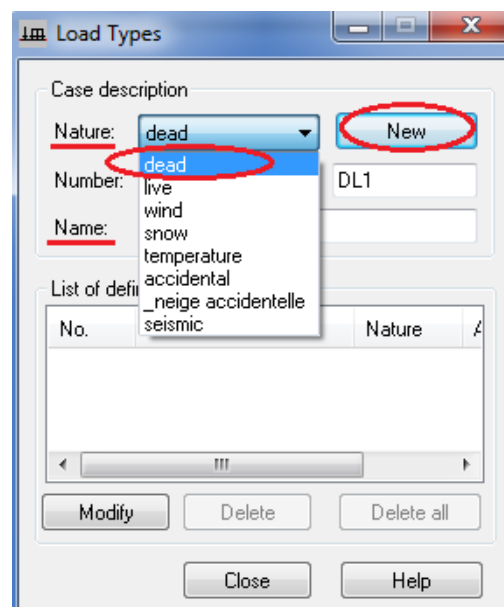 Load Types
Case description
Nature: dead New
dead
Number: live DL1
wind
Name: snow
temperature
accidental
List of defi _neige accidentelle
seismic
No. Nature
Modify Delete Delete all
Close Help